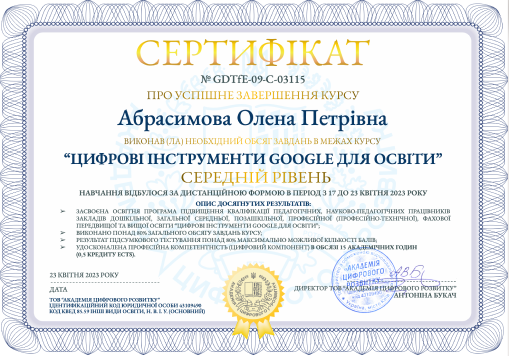 СЕРТИФІКАТ
№ GDTfE-09-С-03115
ПРО УСПІШНЕ ЗАВЕРШЕННЯ КУРСУ
Абрасимова Олена Петрівна
ВИКОНАВ (ЛА) НЕОБХІДНИЙ ОБСЯГ ЗАВДАНЬ В МЕЖАХ КУРСУ
“ЦИФРОВІ ІНСТРУМЕНТИ GOOGLE ДЛЯ ОСВІТИ”
СЕРЕДНІЙ РІВЕНЬ
НАВЧАННЯ ВІДБУЛОСЯ ЗА ДИСТАНЦІЙНОЮ ФОРМОЮ В ПЕРІОД З 17 ДО 23 КВІТНЯ 2023 РОКУ
ОПИС ДОСЯГНУТИХ РЕЗУЛЬТАТІВ:
➢ ЗАСВОЄНА ОСВІТНЯ ПРОГРАМА ПІДВИЩЕННЯ КВАЛІФІКАЦІЇ ПЕДАГОГІЧНИХ, НАУКОВО-ПЕДАГОГІЧНИХ ПРАЦІВНИКІВ
ЗАКЛАДІВ ДОШКІЛЬНОЇ, ЗАГАЛЬНОЇ СЕРЕДНЬОЇ, ПОЗАШКІЛЬНОЇ, ПРОФЕСІЙНОЇ (ПРОФЕСІЙНО-ТЕХНІЧНОЇ), ФАХОВОЇ
ПЕРЕДВИЩОЇ ТА ВИЩОЇ ОСВІТИ “ЦИФРОВІ ІНСТРУМЕНТИ GOOGLE ДЛЯ ОСВІТИ”;
➢ ВИКОНАНО ПОНАД 80% ЗАГАЛЬНОГО ОБСЯГУ ЗАВДАНЬ КУРСУ;
➢ РЕЗУЛЬТАТ ПІДСУМКОВОГО ТЕСТУВАННЯ ПОНАД 80% МАКСИМАЛЬНО МОЖЛИВОЇ КІЛЬКОСТІ БАЛІВ;
➢ УДОСКОНАЛЕНА ПРОФЕСІЙНА КОМПЕТЕНТНІСТЬ (ЦИФРОВИЙ КОМПОНЕНТ) В ОБСЯЗІ 15 АКАДЕМІЧНИХ ГОДИН
(0,5 КРЕДИТУ ECTS).
23 КВІТНЯ 2023 РОКУ
ДАТА
ТОВ "АКАДЕМІЯ ЦИФРОВОГО РОЗВИТКУ"
ІДЕНТИФІКАЦІЙНИЙ КОД ЮРИДИЧНОЇ ОСОБИ 43109498
КОД КВЕД 85.59 ІНШІ ВИДИ ОСВІТИ, Н. В. І. У. (ОСНОВНИЙ)
"АКАДЕМІЯ
ЦИФРОВОГО
РОЗВИТКУ"
ДИРЕКТОР ТОВ "АКАДЕМІЯ ЦИФРОВОГО РОЗВИТКУ"
АНТОНІНА БУКАЧ